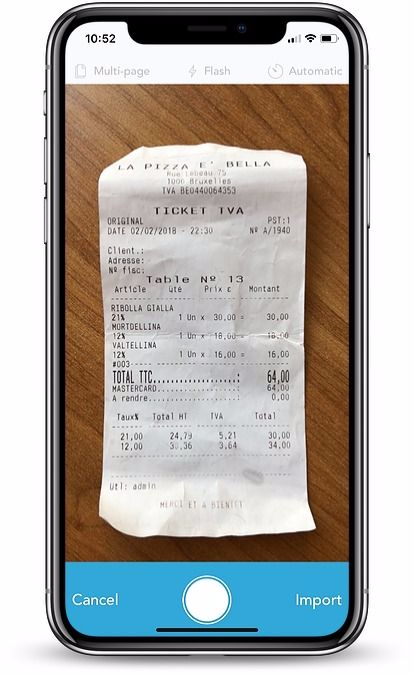 10:52
Multi-page Flash Automatic
LA PIZZA E' BELLA
Rue Lebeau 75
1000 Bruxelles
TVA BE0440064353
TICKET TVA
ORIGINAL PST:1
DATE 02/02/2018 - 22:30 Nº A/1940
Client.:
Adresse:
Nº fisc:
Table Nº 13
Article Qté Prix € Montant
RIBOLLA GIALLA
21% 1 Un x 30,00 = 30,00
MORTDELLINA
12% 1 Un x 18,00 = 18,00
VALTELLINA
12% 1 Un x 16,00 = 16,00
#003
TOTAL TTC..............: 64,00
MASTERCARD.............: 64,00
A rendre...............: 0,00
Taux% Total HT TVA Total
21,00 24,79 5,21 30,00
12,00 30,36 3,64 34,00
Utl: admin
MERCI ET A BIENTET
Cancel Import